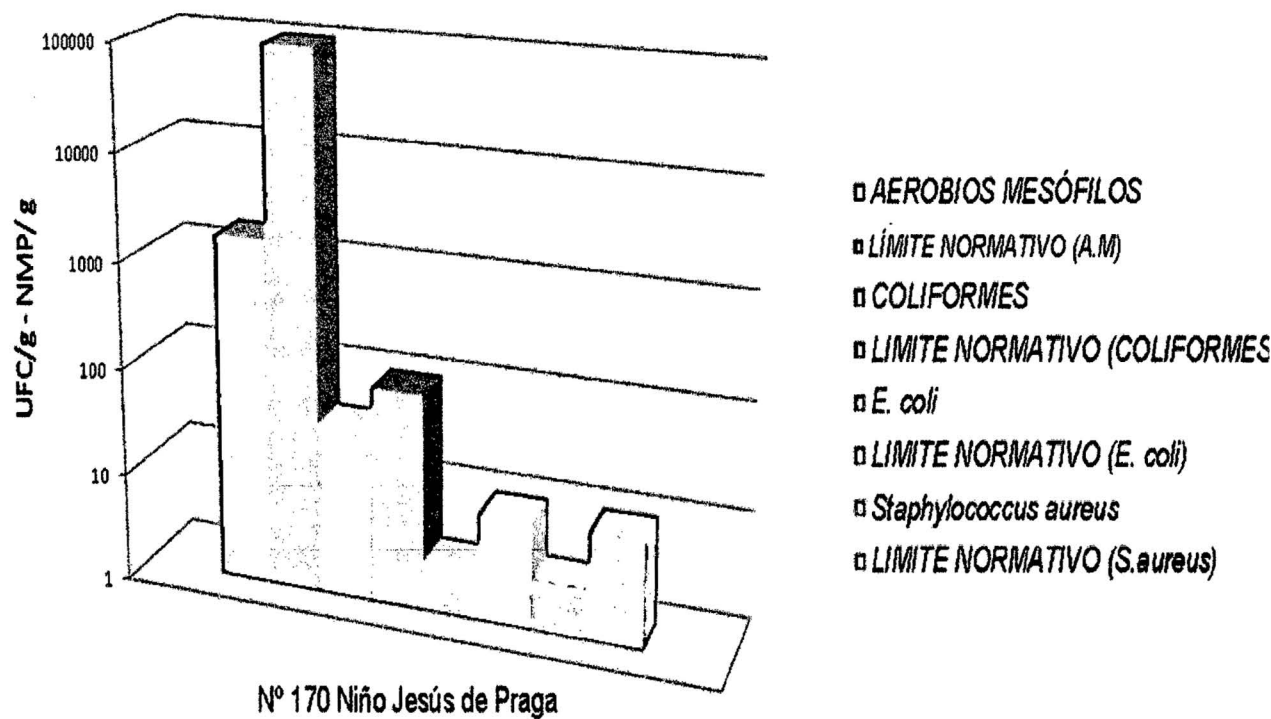 100000
10000
1000
100
10
1
UFC/g - NMP/g
Nº 170 Niño Jesús de Praga
AEROBIOS MESÓFILOS
LÍMITE NORMATIVO (A.M)
COLIFORMES
LIMITE NORMATIVO (COLIFORMES
E. coli
LIMITE NORMATIVO (E. coli)
Staphylococcus aureus
LIMITE NORMATIVO (S.aureus)